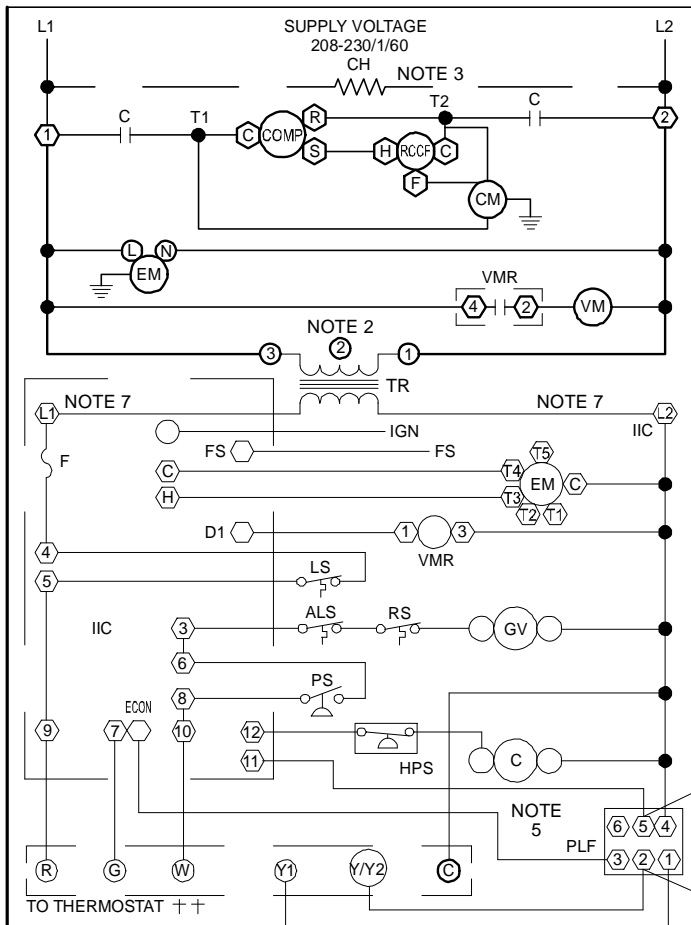 L1 SUPPLY VOLTAGE L2
208-230/1/60
CH NOTE 3
C T1 T2 C
1 C COMP R 2
S H RCCF C
F
CM
L N
EM
VMR
4 2 VM
NOTE 2
3 2 1
TR
L1 NOTE 7 NOTE 7 L2
IGN IIC
F FS FS T5
C T4 EM C
H T3
T2 T1
D1 1 3
VMR
4
LS
5
ALS RS
IIC 3 GV
6
PS
8
ECON
9 7 10 12
C
HPS
11
NOTE
5
6 5 4
PLF
3 2 1
R G W Y1 Y/Y2 C
TO THERMOSTAT ++